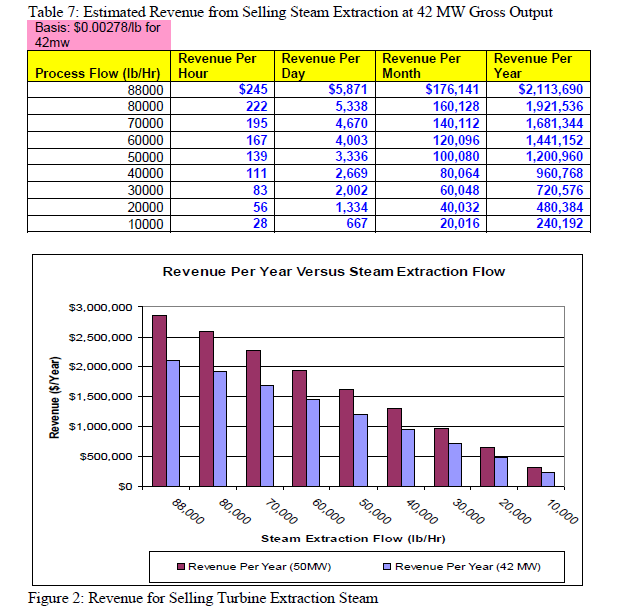 Table 7: Estimated Revenue from Selling Steam Extraction at 42 MW Gross Output
Basis: $0.00278/lb for
42mw
Process Flow (lb/Hr) Revenue Per Hour Revenue Per Day Revenue Per Month Revenue Per Year
88000 $245 $5,871 $176,141 $2,113,690
80000 222 5,338 160,128 1,921,536
70000 195 4,670 140,112 1,681,344
60000 167 4,003 120,096 1,441,152
50000 139 3,336 100,080 1,200,960
40000 111 2,669 80,064 960,768
30000 83 2,002 60,048 720,576
20000 56 1,334 40,032 480,384
10000 28 667 20,016 240,192
Revenue Per Year Versus Steam Extraction Flow
Revenue ($/Year)
$3,000,000
$2,500,000
$2,000,000
$1,500,000
$1,000,000
$500,000
$0
88,000 80,000 70,000 60,000 50,000 40,000 30,000 20,000 10,000
Steam Extraction Flow (lb/Hr)
Revenue Per Year (50MW) Revenue Per Year (42 MW)
Figure 2: Revenue for Selling Turbine Extraction Steam